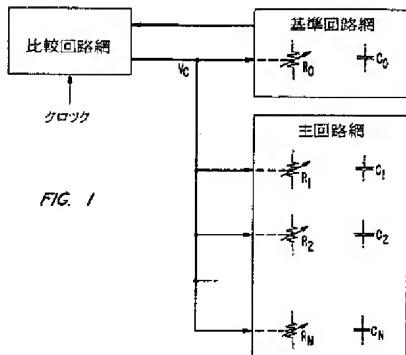 基準回路網
比較回路網
R0 C0
VC
クロック
主回路網
R1 C1
FIG. 1
R2 C2
RN CN